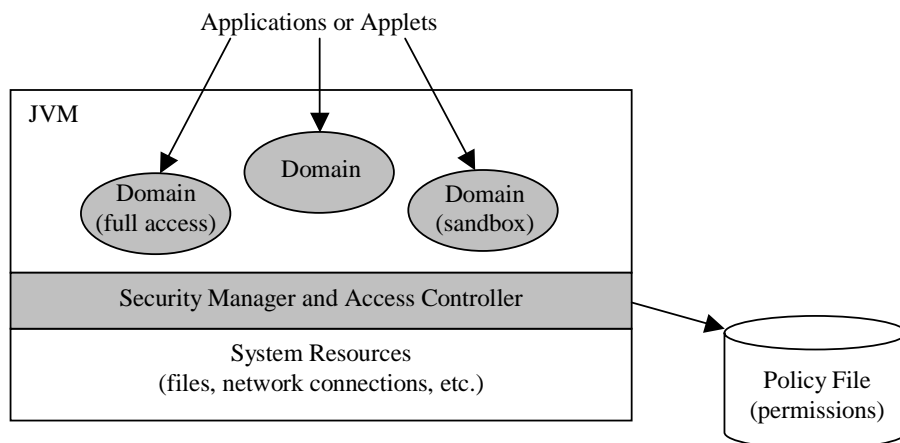 Applications or Applets
JVM
Domain
(full access)
Domain
Domain
(sandbox)
Security Manager and Access Controller
System Resources
(files, network connections, etc.)
Policy File
(permissions)